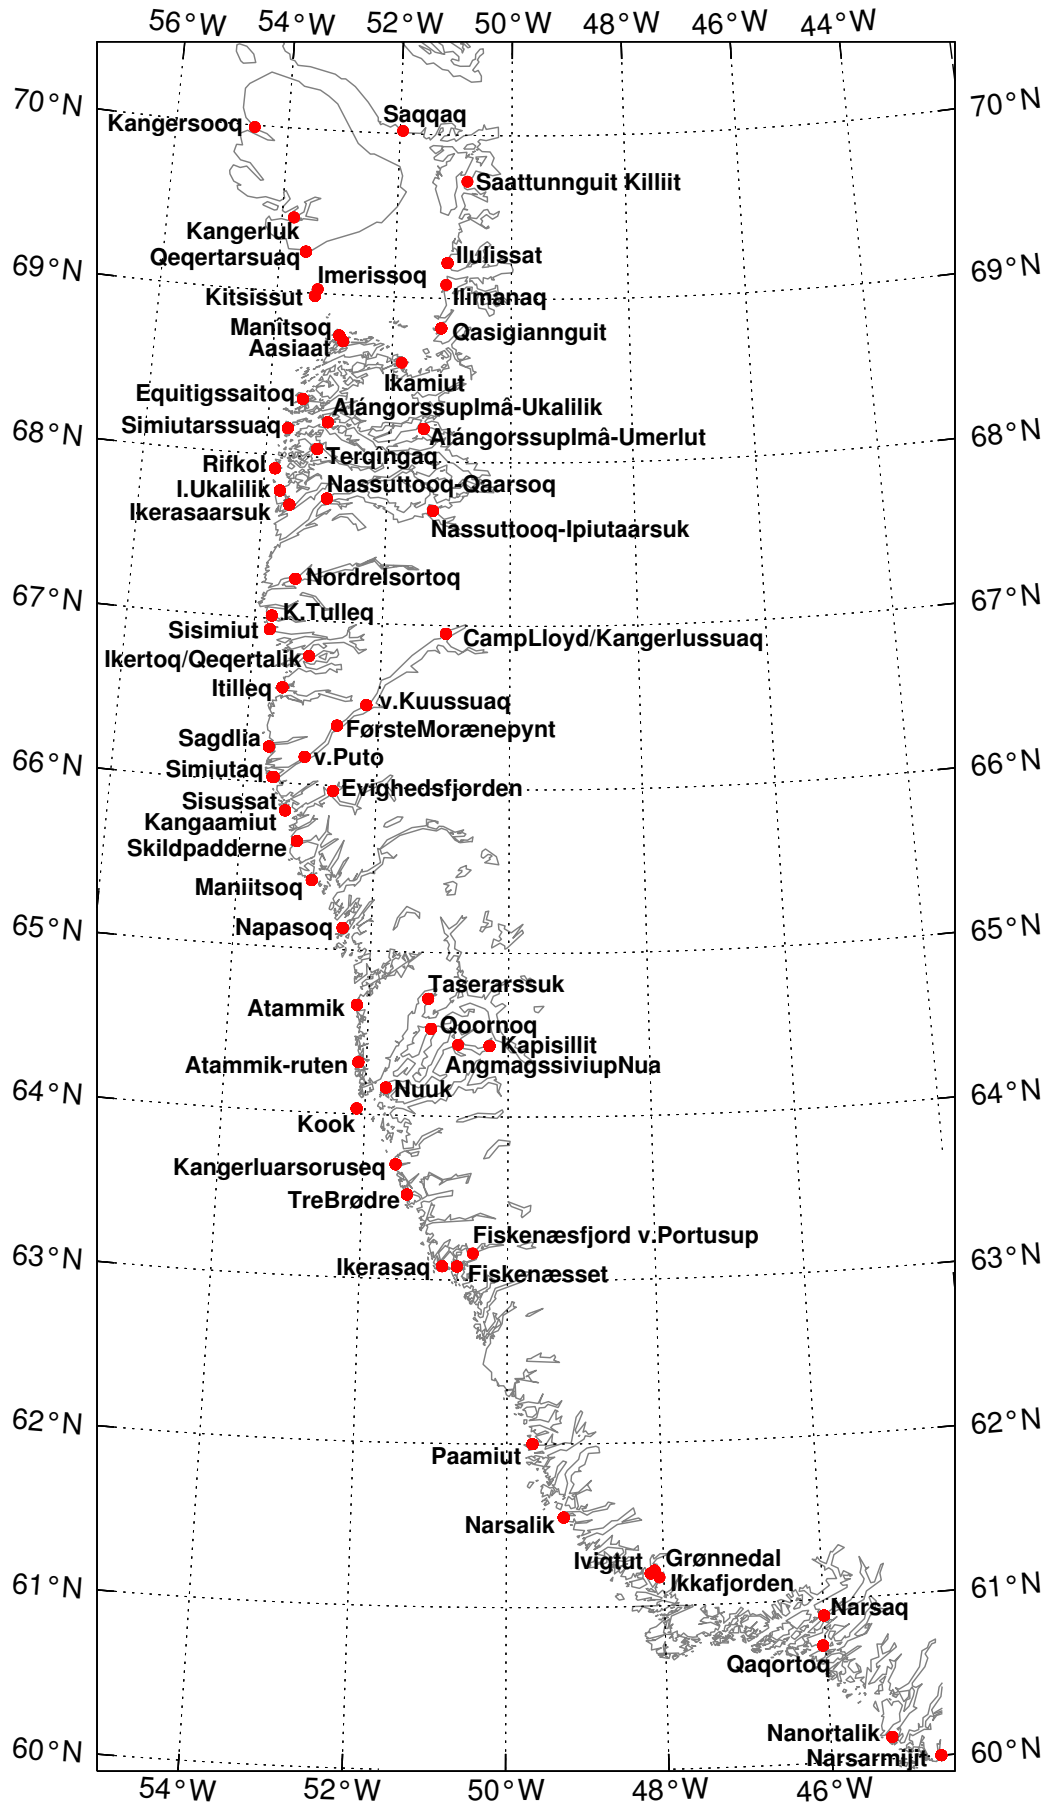 56°W 54°W 52°W 50°W 48°W 46°W 44°W
70°N 70°N
Saqqaq
Kangersooq
Saattunnguit Killiit
Kangerluk
Qeqertarsuaq
Ilulissat
69°N 69°N
Imerissoq
Kitsissut
Ilimanaq
Manîtsoq
Qasigiannguit
Aasiaat
Ikamiut
Equitigssaitoq
Alángorssuplmâ-Ukalilik
Simiutarssuaq
68°N 68°N
Alángorssuplmâ-Umerlut
Terqîngaq
Rifkol
Nassuttooq-Qaarsoq
I.Ukalilik
Ikerasaarsuk
Nassuttooq-Ipiutaarsuk
Nordrelsortoq
67°N 67°N
K.Tulleq
Sisimiut
CampLloyd/Kangerlussuaq
Ikertoq/Qeqertalik
Itilleq
v.Kuussuaq
FørsteMorænepynt
Sagdlia
v.Puto
66°N 66°N
Simiutaq
Evighedsfjorden
Sisussat
Kangaamiut
Skildpadderne
Maniitsoq
65°N 65°N
Napasoq
Taserarssuk
Atammik
Qoornoq
Kapisillit
Atammik-ruten
AngmagssiviupNua
Nuuk
64°N 64°N
Kook
Kangerluarsoruseq
TreBrødre
Fiskenæsfjord v.Portusup
63°N 63°N
Ikerasaq
Fiskenæsset
62°N 62°N
Paamiut
Narsalik
Ivigtut
Grønnedal
Ikkafjorden
61°N 61°N
Narsaq
Qaqortoq
Nanortalik
60°N 60°N
Narsarmijit
54°W 52°W 50°W 48°W 46°W